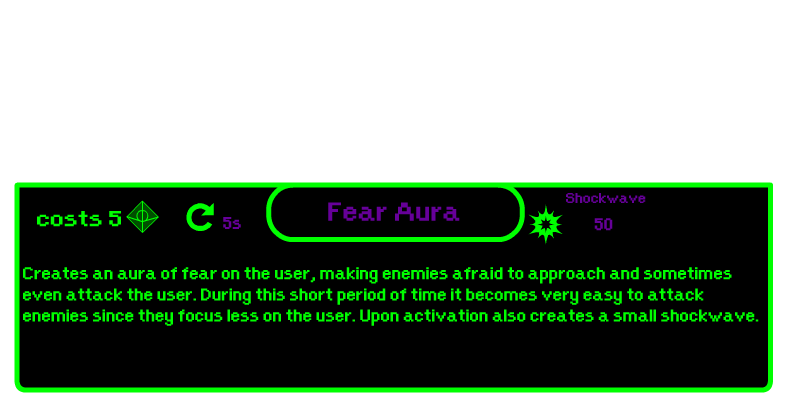 costs 5
5s
Fear Aura
Shockwave
50
Creates an aura of fear on the user, making enemies afraid to approach and sometimes
even attack the user. During this short period of time it becomes very easy to attack
enemies since they focus less on the user. Upon activation also creates a small shockwave.